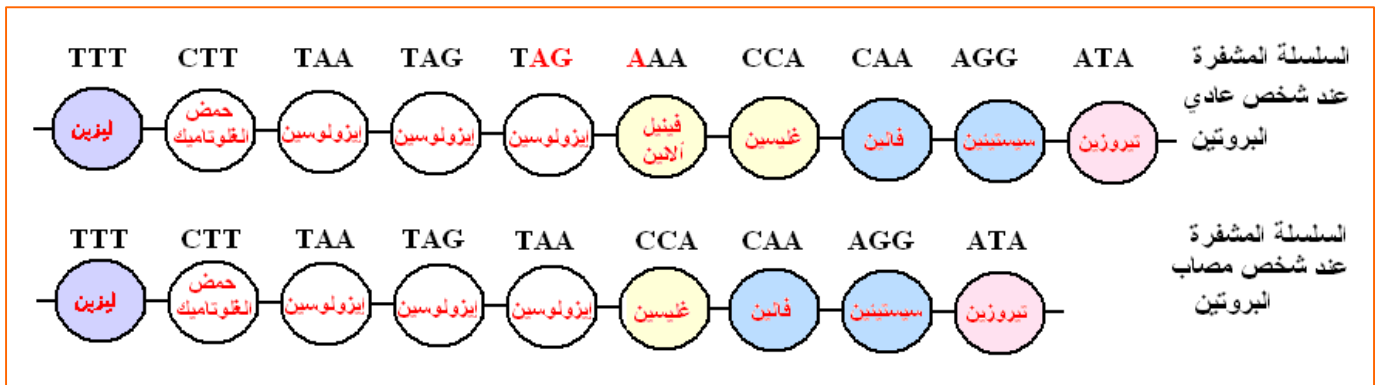 TTT CTT TAA TAG TAG AAA CCA CAA AGG ATA
السلسلة المشفرة
عند شخص عادي
البروتين
ليزين
حمض
الغلوتاميك
إيزولوسين
إيزولوسين
إيزولوسين
فينيل
ألانين
غليسين
فالين
سيستيئين
تيروزين
TTT CTT TAA TAG TAA CCA CAA AGG ATA
السلسلة المشفرة
عند شخص مصاب
البروتين
ليزين
حمض
الغلوتاميك
إيزولوسين
إيزولوسين
إيزولوسين
غليسين
فالين
سيستيئين
تيروزين